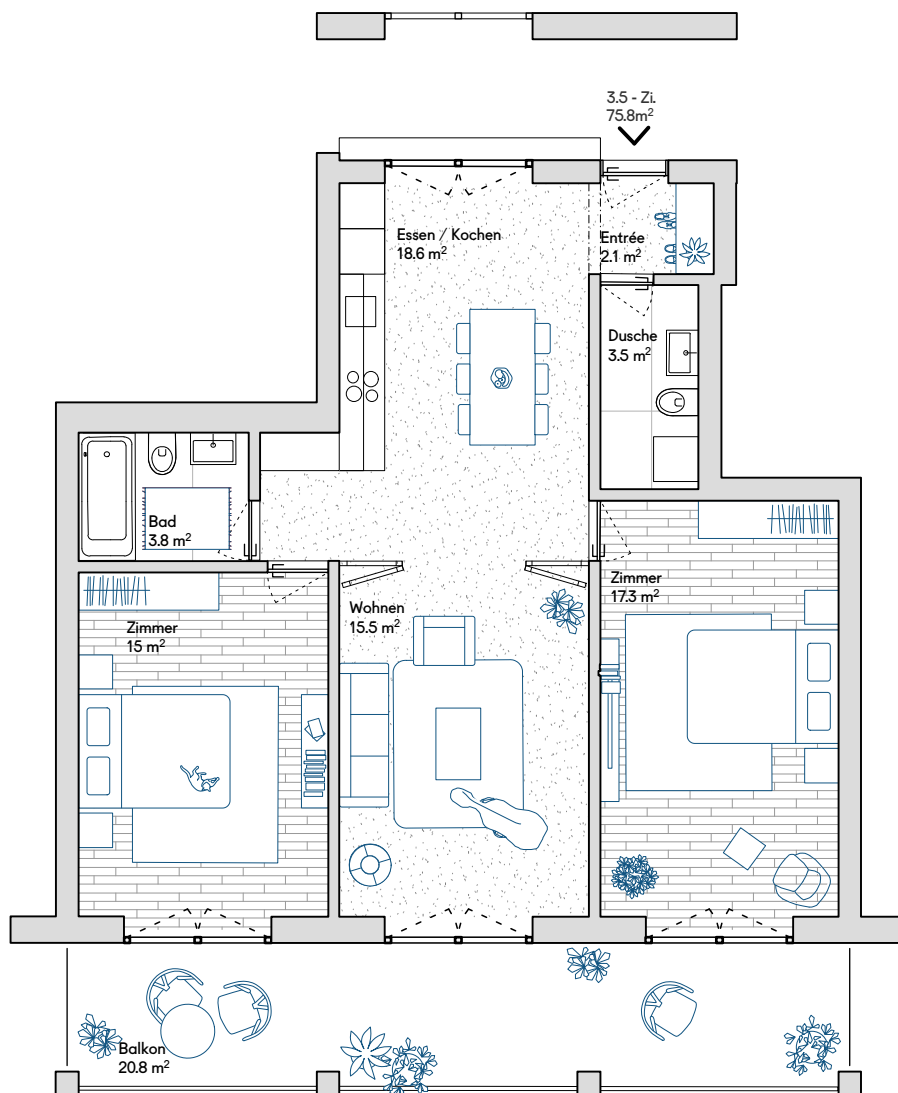 3.5 - Zi.
75.8m²
Essen / Kochen
18.6 m²
Entrée
2.1 m²
Dusche
3.5 m²
Bad
3.8 m²
Zimmer
17.3 m²
Wohnen
15.5 m²
Zimmer
15 m²
Balkon
20.8 m²